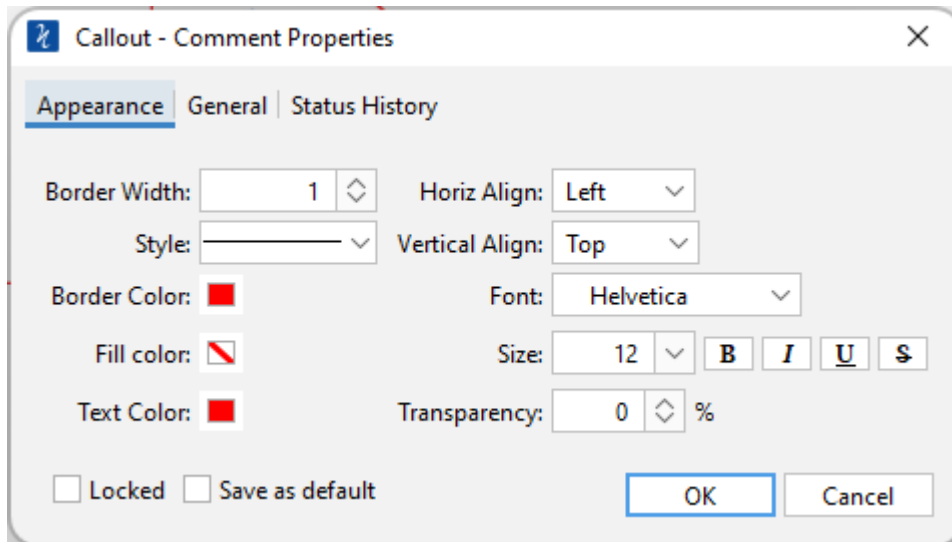 Callout - Comment Properties
Appearance General Status History
Border Width: 1 Horiz Align: Left
Style: Vertical Align: Top
Border Color: Font: Helvetica
Fill color: Size: 12 B I U S
Text Color: Transparency: 0 %
Locked Save as default OK Cancel